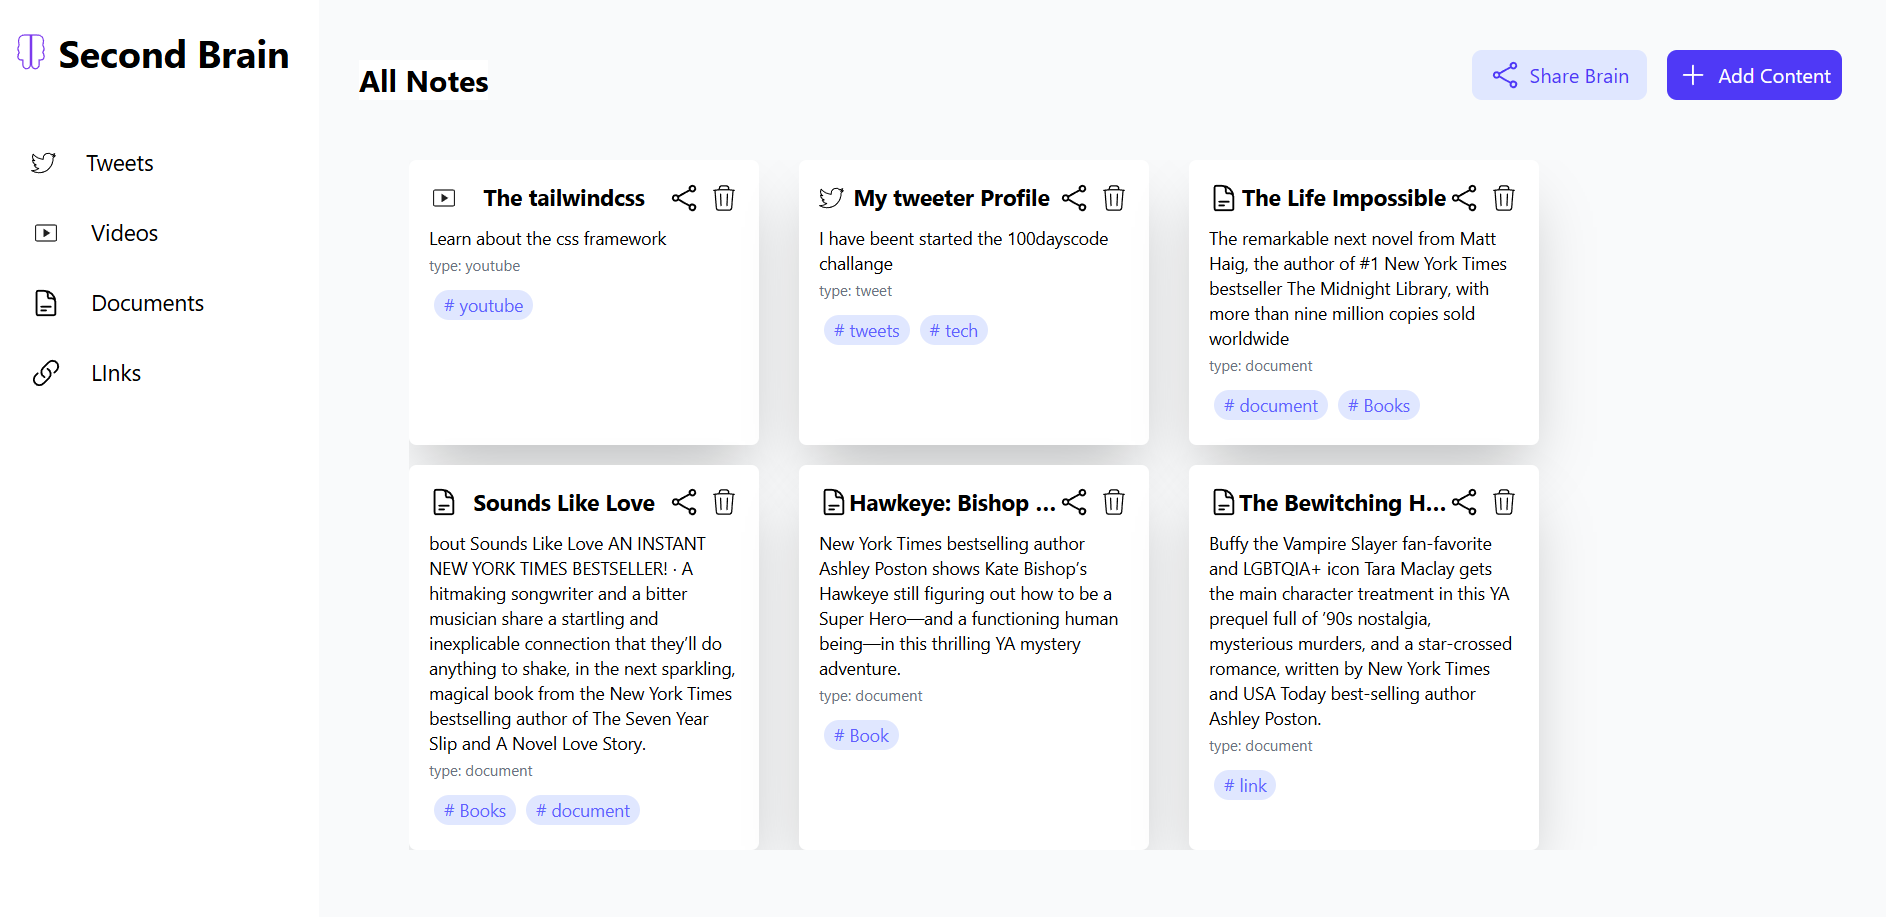 Second Brain
Tweets
Videos
Documents
LInks
All Notes
Share Brain
Add Content
The tailwindcss
Learn about the css framework
type: youtube
# youtube
My tweeter Profile
I have beent started the 100dayscode
challange
type: tweet
# tweets # tech
The Life Impossible
The remarkable next novel from Matt
Haig, the author of #1 New York Times
bestseller The Midnight Library, with
more than nine million copies sold
worldwide
type: document
# document # Books
Sounds Like Love
bout Sounds Like Love AN INSTANT
NEW YORK TIMES BESTSELLER! · A
hitmaking songwriter and a bitter
musician share a startling and
inexplicable connection that they’ll do
anything to shake, in the next sparkling,
magical book from the New York Times
bestselling author of The Seven Year
Slip and A Novel Love Story.
type: document
# Books # document
Hawkeye: Bishop ...
New York Times bestselling author
Ashley Poston shows Kate Bishop’s
Hawkeye still figuring out how to be a
Super Hero—and a functioning human
being—in this thrilling YA mystery
adventure.
type: document
# Book
The Bewitching H...
Buffy the Vampire Slayer fan-favorite
and LGBTQIA+ icon Tara Maclay gets
the main character treatment in this YA
prequel full of ’90s nostalgia,
mysterious murders, and a star-crossed
romance, written by New York Times
and USA Today best-selling author
Ashley Poston.
type: document
# link